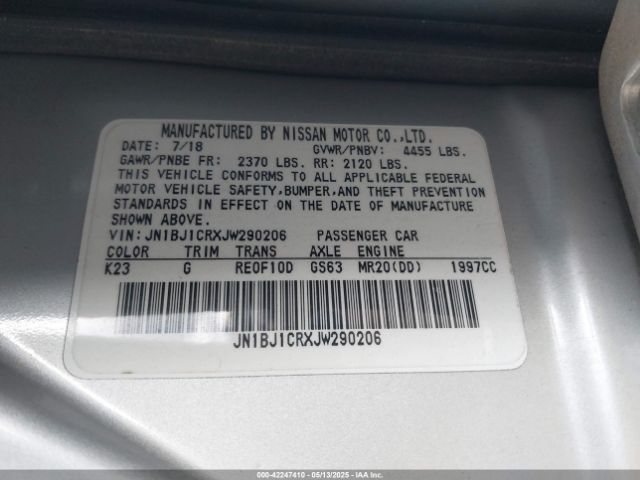 MANUFACTURED BY NISSAN MOTOR CO.,LTD.
DATE: 7/18 GVWR/PNBV: 4455 LBS.
GAWR/PNBE FR: 2370 LBS. RR: 2120 LBS.
THIS VEHICLE CONFORMS TO ALL APPLICABLE FEDERAL
MOTOR VEHICLE SAFETY,BUMPER,AND THEFT PREVENTION
STANDARDS IN EFFECT ON THE DATE OF MANUFACTURE
SHOWN ABOVE.
VIN: JN1BJ1CRXJW290206 PASSENGER CAR
COLOR TRIM TRANS AXLE ENGINE
K23 G RE0F10D GS63 MR20(DD) 1997CC
JN1BJ1CRXJW290206
000-42247410 - 05/13/2025 - IAAI.COM